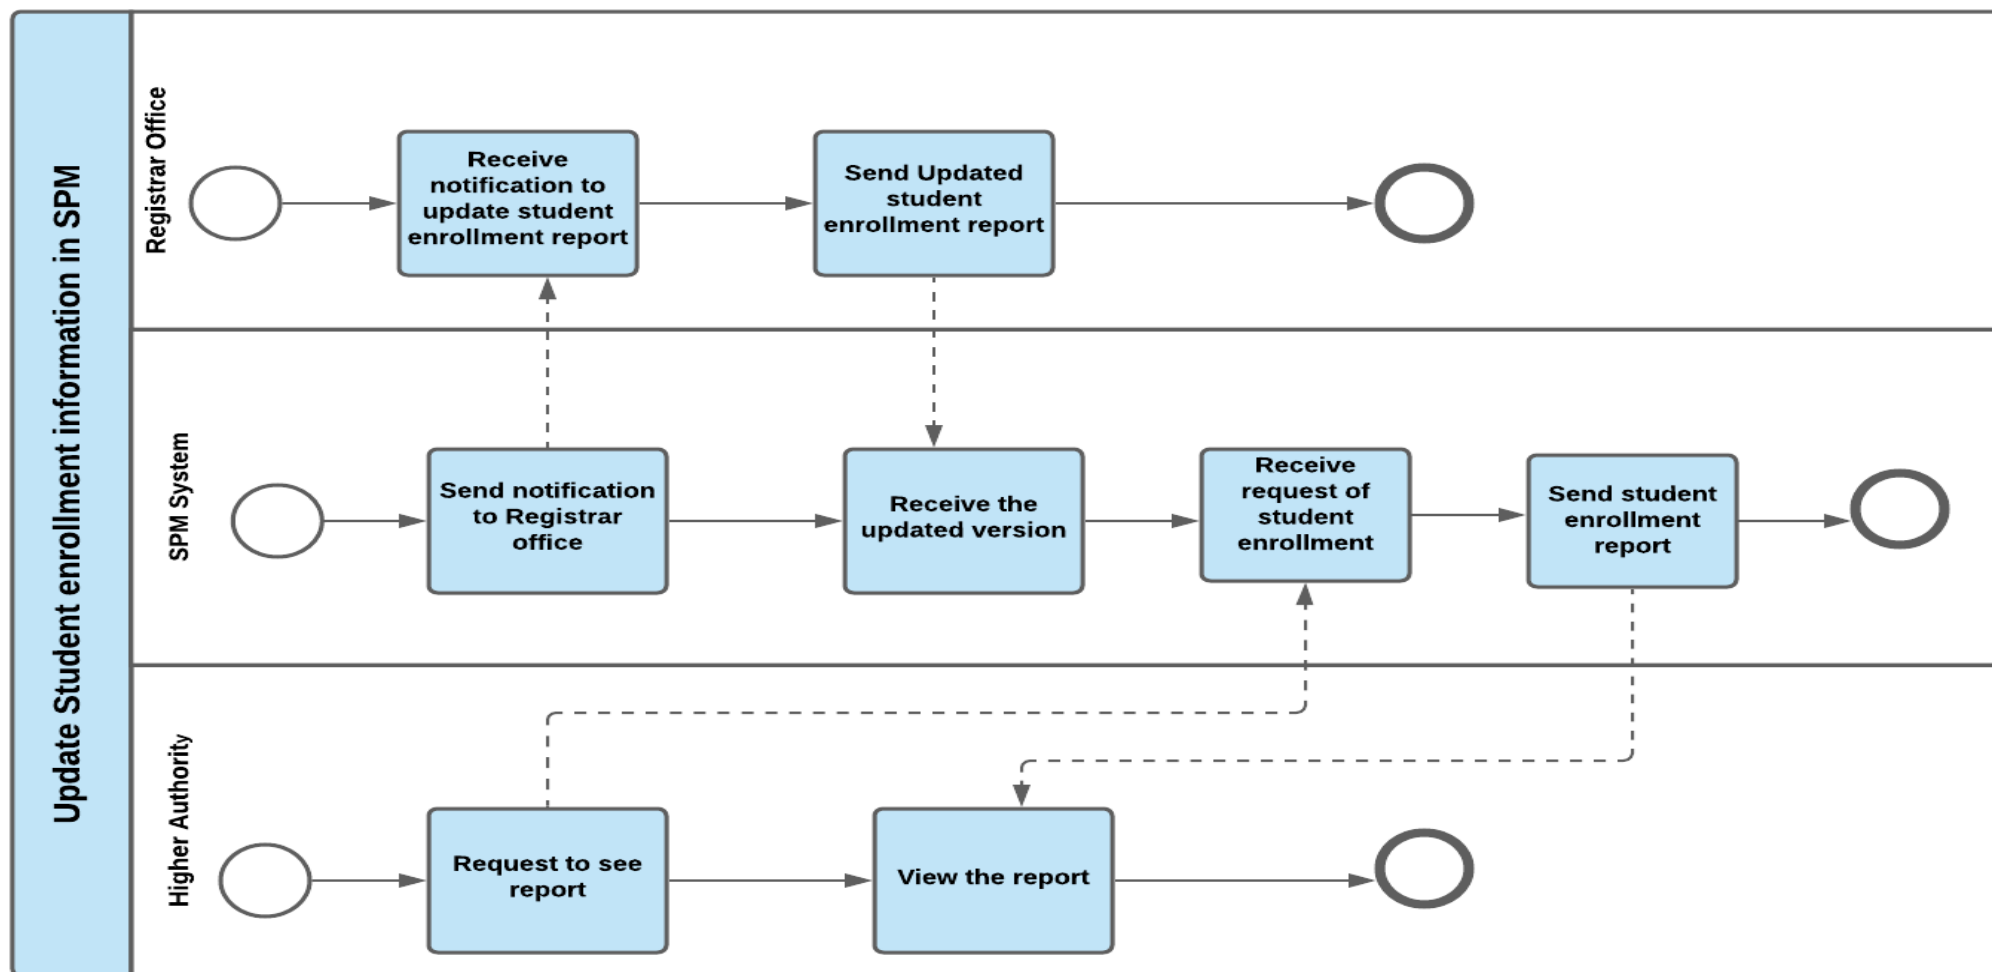 Update Student enrollment information in SPM
Registrar Office
Receive
notification to
update student
enrollment report
Send Updated
student
enrollment report
SPM System
Send notification
to Registrar
office
Receive the
updated version
Receive
request of
student
enrollment
Send student
enrollment
report
Higher Authority
Request to see
report
View the report